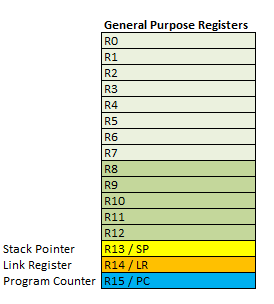 General Purpose Registers
R0
R1
R2
R3
R4
R5
R6
R7
R8
R9
R10
R11
R12
Stack Pointer R13 / SP
Link Register R14 / LR
Program Counter R15 / PC